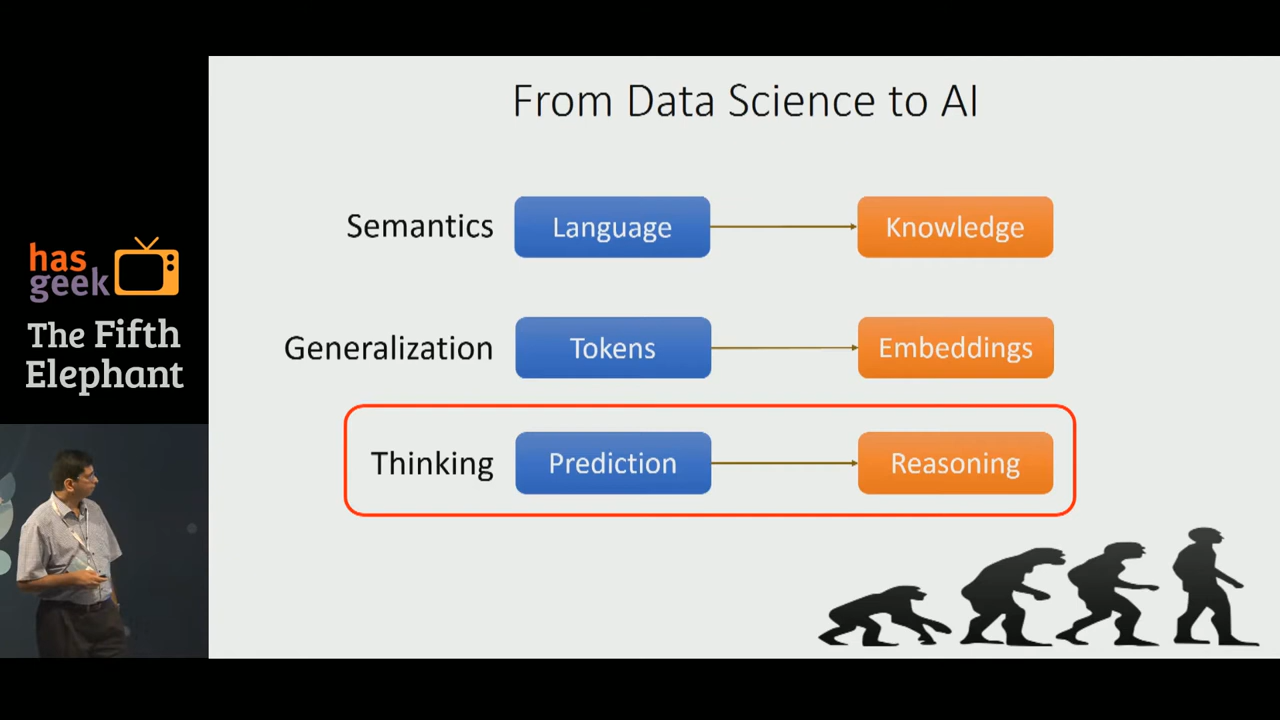 From Data Science to AI
Semantics Language Knowledge
Generalization Tokens Embeddings
Thinking Prediction Reasoning
has
geek
The Fifth
Elephant